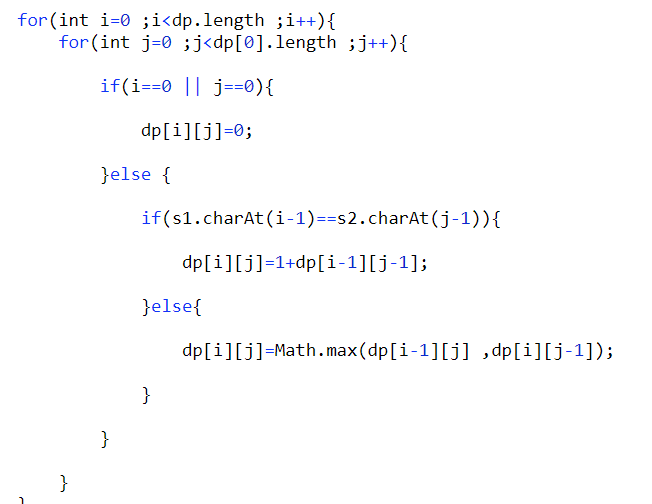 for(int i=0 ;i<dp.length ;i++){
for(int j=0 ;j<dp[0].length ;j++){
if(i==0 || j==0){
dp[i][j]=0;
}else {
if(s1.charAt(i-1)==s2.charAt(j-1)){
dp[i][j]=1+dp[i-1][j-1];
}else{
dp[i][j]=Math.max(dp[i-1][j] ,dp[i][j-1]);
}
}
}
}